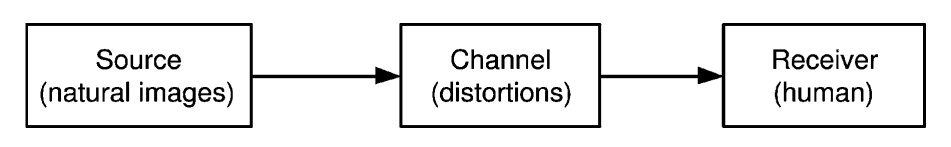 Source
(natural images)
Channel
(distortions)
Receiver
(human)